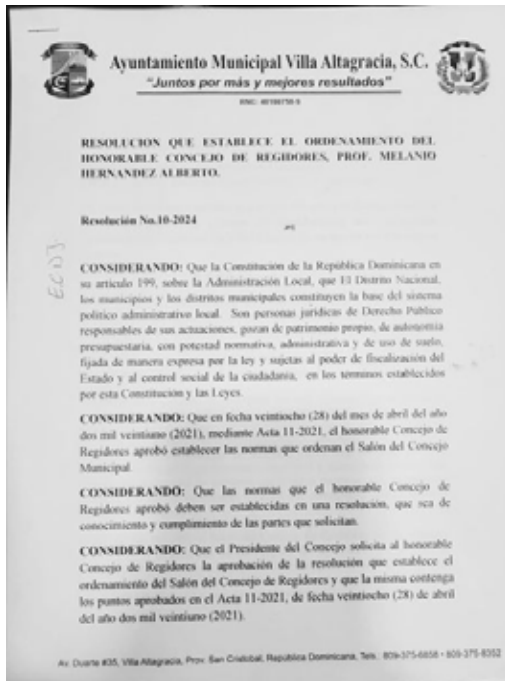 Ayuntamiento Municipal Villa Altagracia, S.C.
"Juntos por más y mejores resultados"
RESOLUCION QUE ESTABLECE EL ORDENAMIENTO DEL
HONORABLE CONCEJO DE REGIDORES, PROF. MELANIO
HERNANDEZ ALBERTO.
Resolución No.10-2024
CONSIDERANDO: Que la Constitución de la República Dominicana en
su articulo 199, sobre la Administración Local, que El Distrito Nacional,
los municipios y los distritos municipales constituyen la base del sistema
político administrativo local. Son personas jurídicas de Derecho Público
responsables de sus actuaciones, gozan de patrimonio propio, de autonomía
presupuestaria, con potestad normativa, administrativa y de uso de suelo,
fijada de manera expresa por la ley y sujetas al poder de fiscalización del
Estado y al control social de la ciudadanía, en los términos establecidos
por esta Constitución y las Leyes.
CONSIDERANDO: Que en fecha veintiocho (28) del mes de abril del año
dos mil veintiuno (2021), mediante Acta 11-2021, el honorable Concejo de
Regidores aprobó establecer las normas que ordenan el Salón del Concejo
Municipal.
CONSIDERANDO: Que las normas que el honorable Concejo de
Regidores aprobó deben ser establecidas en una resolución, que sea de
conocimiento y cumplimiento de las partes que solicitan.
CONSIDERANDO: Que el Presidente del Concejo solicita al honorable
Concejo de Regidores la aprobación de la resolución que establece el
ordenamiento del Salón del Concejo de Regidores y que la misma contenga
los puntos aprobados en el Acta 11-2021, de fecha veintiocho (28) de abril
del año dos mil veintiuno (2021).
Av. Duarte #35, Villa Altagracia, Prov. San Cristobal, República Dominicana, Tels. 809-375-6858 - 809-375-8352